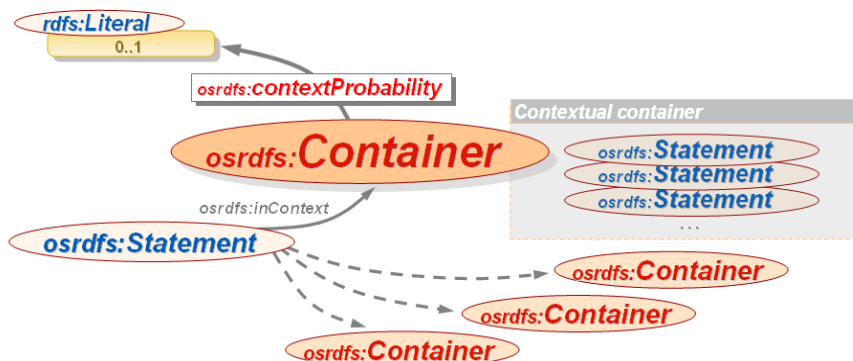 rdfs:Literal
0..1
osrdfs:contextProbability
Contextual container
osrdfs:Container
osrdfs:Statement
osrdfs:Statement
osrdfs:Statement
...
osrdfs:inContext
osrdfs:Statement
osrdfs:Container
osrdfs:Container
osrdfs:Container